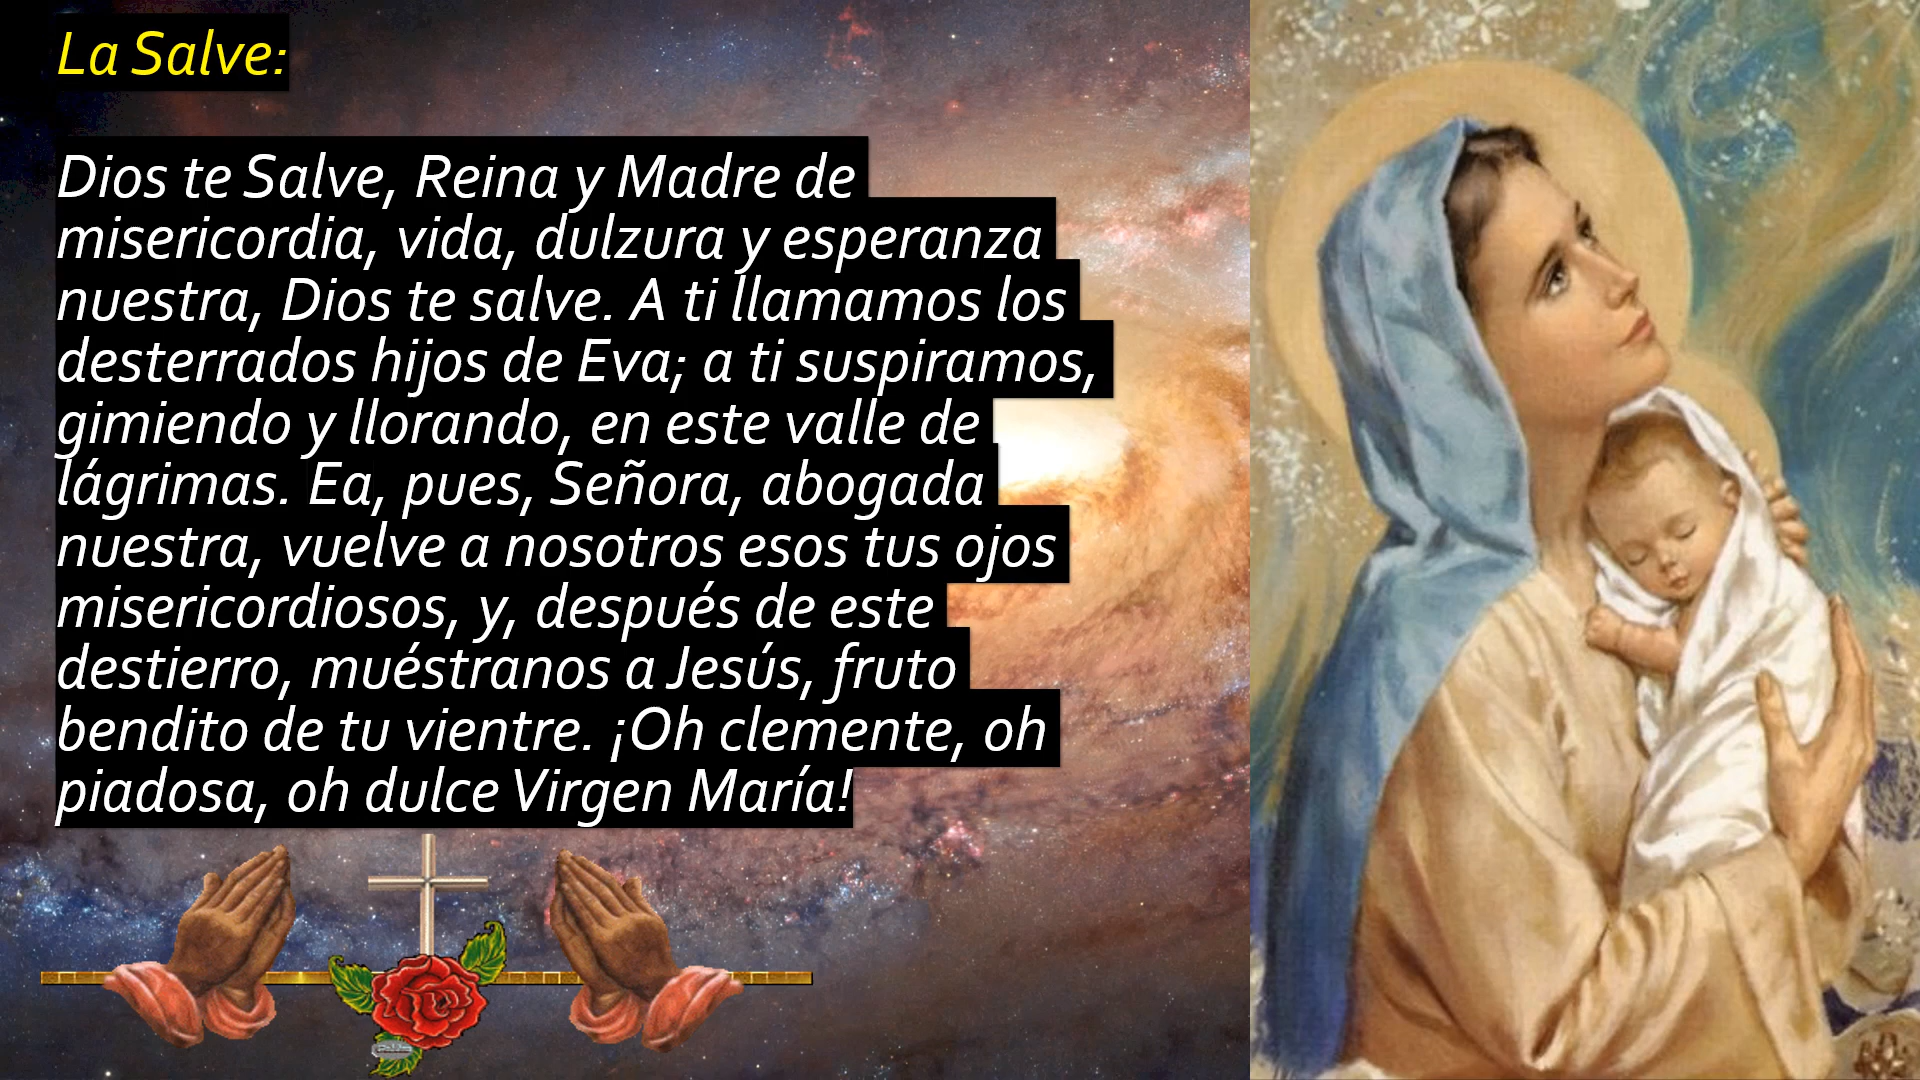 La Salve:
Dios te Salve, Reina y Madre de
misericordia, vida, dulzura y esperanza
nuestra, Dios te salve. A ti llamamos los
desterrados hijos de Eva; a ti suspiramos,
gimiendo y llorando, en este valle de
lágrimas. Ea, pues, Señora, abogada
nuestra, vuelve a nosotros esos tus ojos
misericordiosos, y, después de este
destierro, muéstranos a Jesús, fruto
bendito de tu vientre. ¡Oh clemente, oh
piadosa, oh dulce Virgen María!